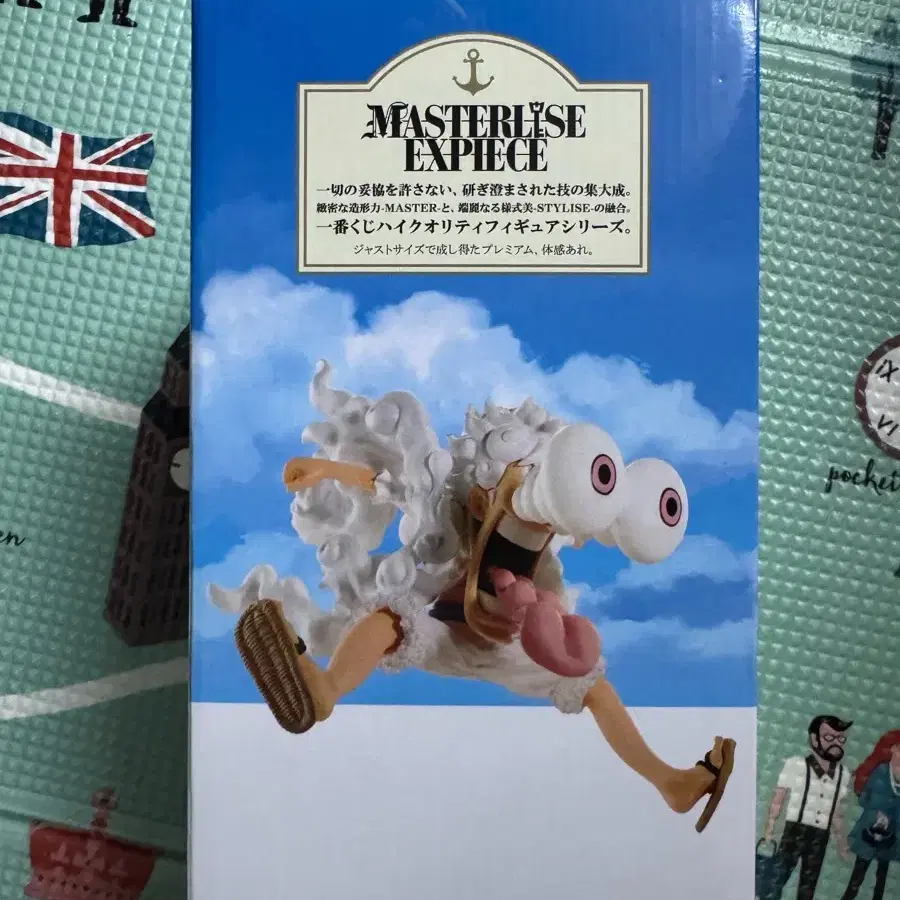 MASTERLISE
EXPIECE
一切の妥協を許さない、研ぎ澄まされた技の集大成。
緻密な造形力-MASTER-と、端麗なる様式美-STYLISE-の融合。
一番くじハイクオリティフィギュアシリーズ。
ジャストサイズで成し得たプレミアム、体感あれ。
IX
VI
pocket
en